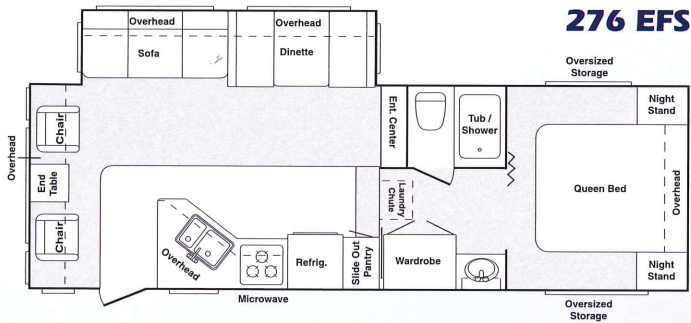 276 EFS
Overhead
Overhead
Sofa
Dinette
Oversized
Storage
Overhead
Chair
End
Table
Chair
Ent. Center
Tub /
Shower
Night
Stand
Queen Bed
Overhead
Laundry
Chute
Overhead
Refrig.
Slide Out
Pantry
Wardrobe
Night
Stand
Microwave
Oversized
Storage